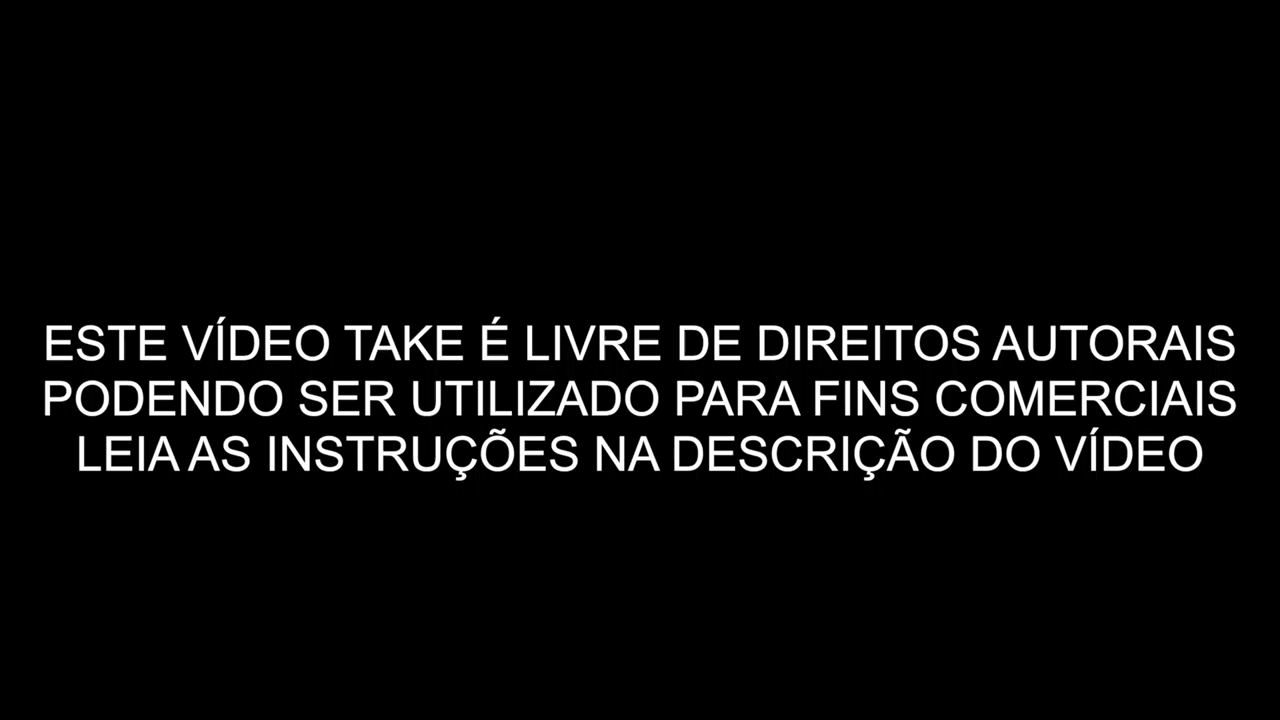 ESTE VÍDEO TAKE É LIVRE DE DIREITOS AUTORAIS
PODENDO SER UTILIZADO PARA FINS COMERCIAIS
LEIA AS INSTRUÇÕES NA DESCRIÇÃO DO VÍDEO